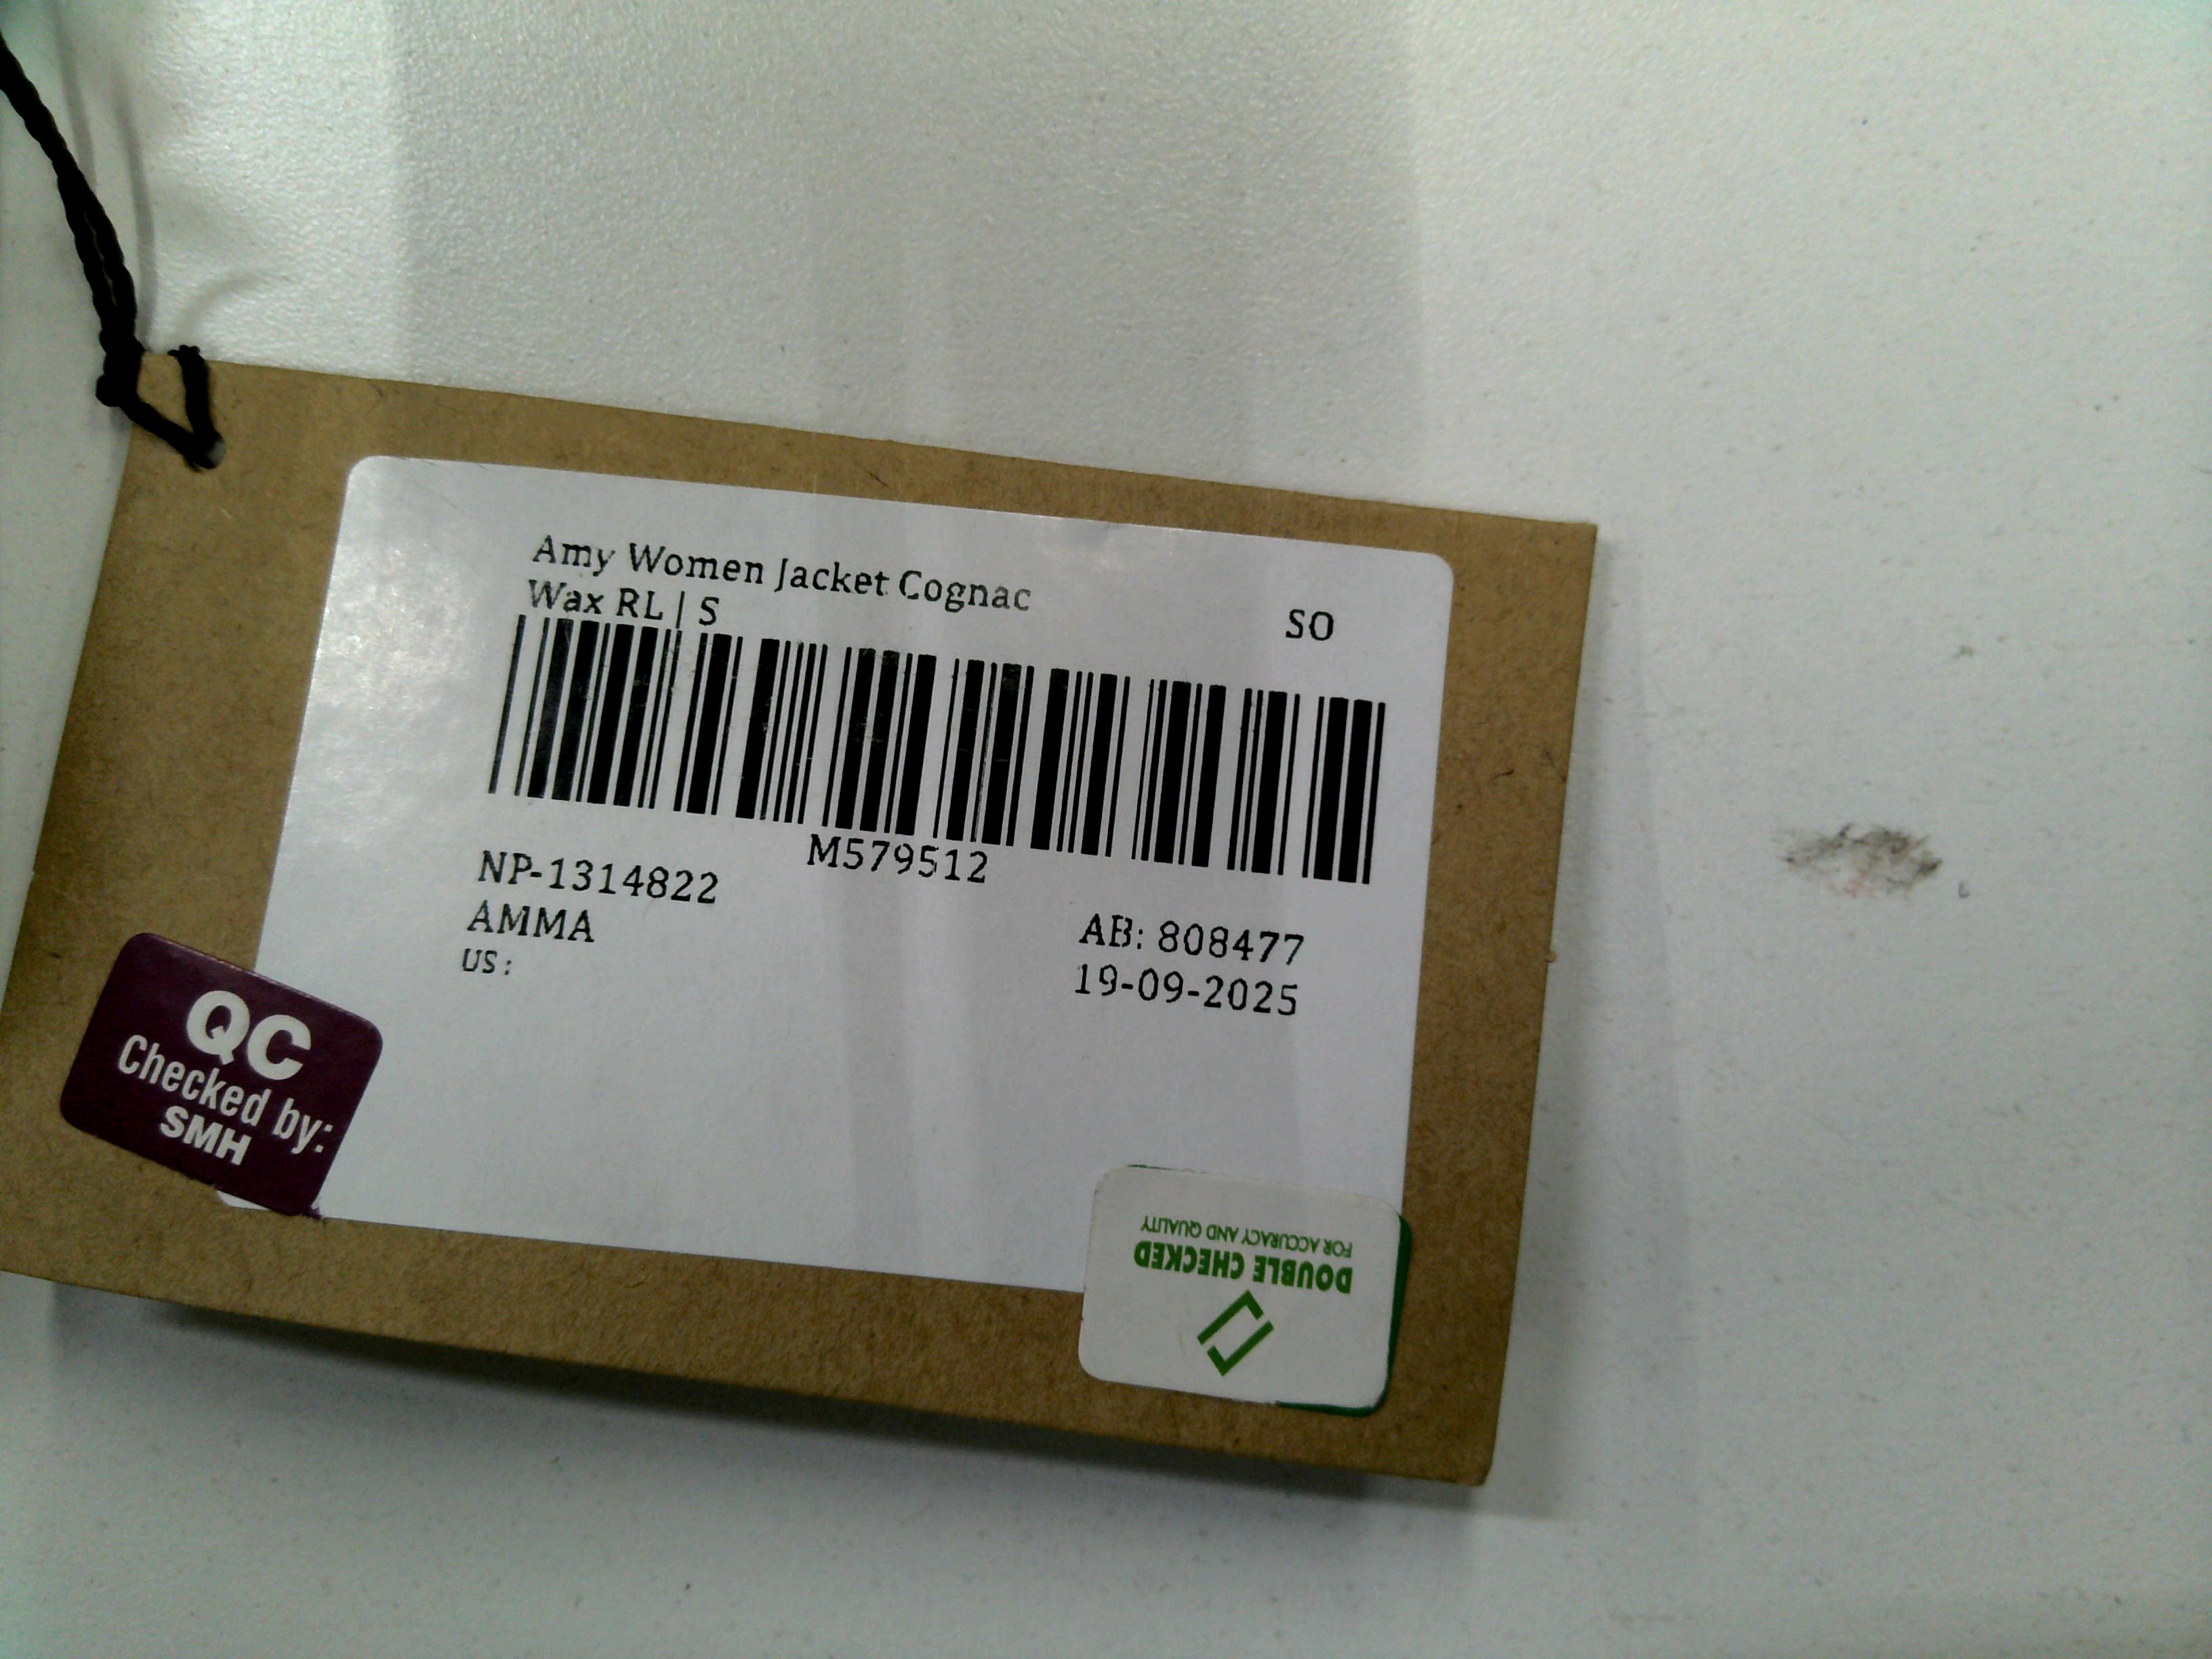 Amy Women Jacket Cognac
Wax RL | S
SO
M579512
NP-1314822
AMMA
US :
AB: 808477
19-09-2025
QC
Checked by:
SMH
DOUBLE CHECKED
FOR ACCURACY AND QUALITY